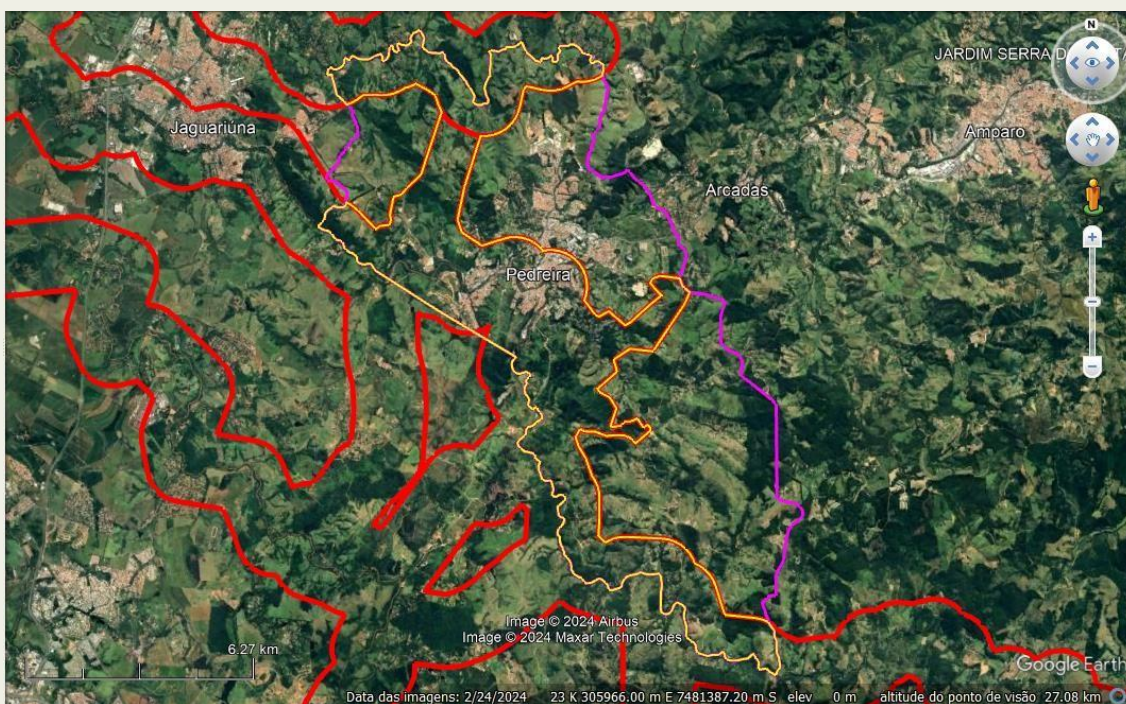 N
JARDIM SERRA D
TA
Jaguariúna
Amparo
Arcadas
Pedreira
Image © 2024 Airbus
Image © 2024 Maxar Technologies
6.27 km
Google Earth
Data das imagens: 2/24/2024 23 K 305966.00 m E 7481387.20 m S elev 0 m altitude do ponto de visão 27.08 km